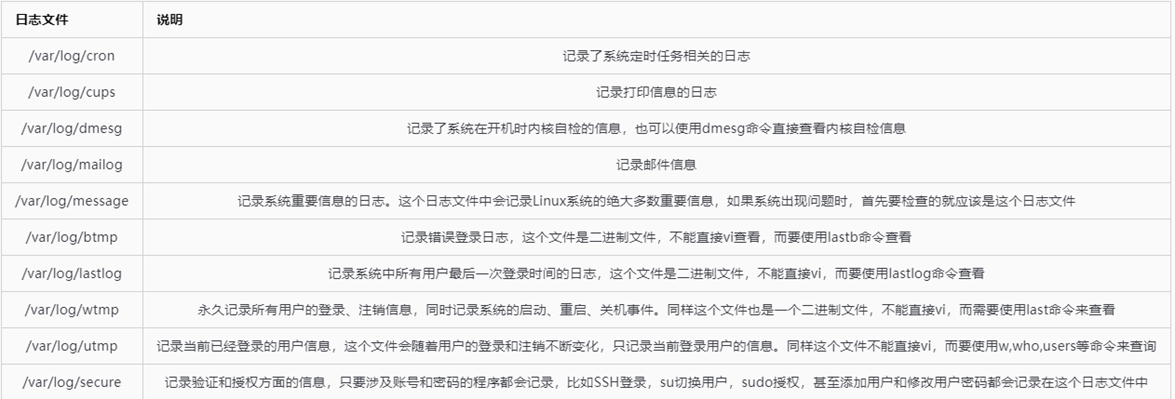 日志文件 说明
/var/log/cron 记录了系统定时任务相关的日志
/var/log/cups 记录打印信息的日志
/var/log/dmesg 记录了系统在开机时内核自检的信息，也可以使用dmesg命令直接查看内核自检信息
/var/log/mailog 记录邮件信息
/var/log/message 记录系统重要信息的日志。这个日志文件中会记录Linux系统的绝大多数重要信息，如果系统出现问题时，首先要检查的就应该是这个日志文件
/var/log/btmp 记录错误登录日志，这个文件是二进制文件，不能直接vi查看，而要使用lastb命令查看
/var/log/lastlog 记录系统中所有用户最后一次登录时间的日志，这个文件是二进制文件，不能直接vi，而要使用lastlog命令查看
/var/log/wtmp 永久记录所有用户的登录、注销信息，同时记录系统的启动、重启、关机事件。同样这个文件也是一个二进制文件，不能直接vi，而需要使用last命令来查看
/var/log/utmp 记录当前已经登录的用户信息，这个文件会随着用户的登录和注销不断变化，只记录当前登录用户的信息。同样这个文件不能直接vi，而要使用w,who,users等命令来查询
/var/log/secure 记录验证和授权方面的信息，只要涉及账号和密码的程序都会记录，比如SSH登录，su切换用户，sudo授权，甚至添加用户和修改用户密码都会记录在这个日志文件中